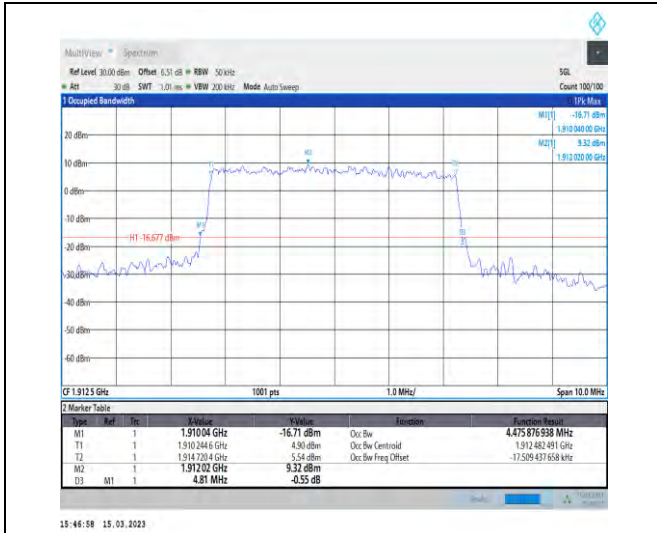 MultiView Spectrum
Ref Level 30.00 dBm Offset 6.51 dB RBW 50 kHz SGL
Att 30 dB SWT 1.01 ms VBW 200 kHz Mode Auto Sweep Count 100/100
1 Occupied Bandwidth 1Pk Max
M1[1] -16.71 dBm
1.910 040 00 GHz
M2[1] 9.32 dBm
1.912 020 00 GHz
20 dBm
M2
10 dBm
0 dBm
-10 dBm
H1 -16.677 dBm
-20 dBm
-30 dBm
-40 dBm
-50 dBm
-60 dBm
CF 1.912 5 GHz 1001 pts 1.0 MHz/ Span 10.0 MHz
2 Marker Table
Type Ref Trc X-Value Y-Value Function Function Result
M1 1 1.910 04 GHz -16.71 dBm Occ Bw 4.475 876 938 MHz
T1 1 1.910 244 6 GHz 4.90 dBm Occ Bw Centroid 1.912 482 491 GHz
T2 1 1.914 720 4 GHz 5.54 dBm Occ Bw Freq Offset -17.509 437 658 kHz
M2 1 1.912 02 GHz 9.32 dBm
D3 M1 1 4.81 MHz -0.55 dB
15:46:58 15.03.2023